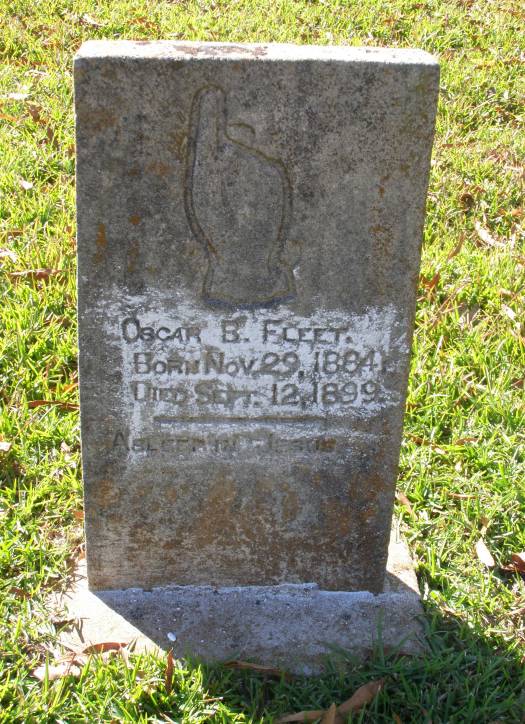 Oscar B. Fleet.
Born Nov. 29, 1884.
Died Sept. 12, 1899.
Asleep in Jesus